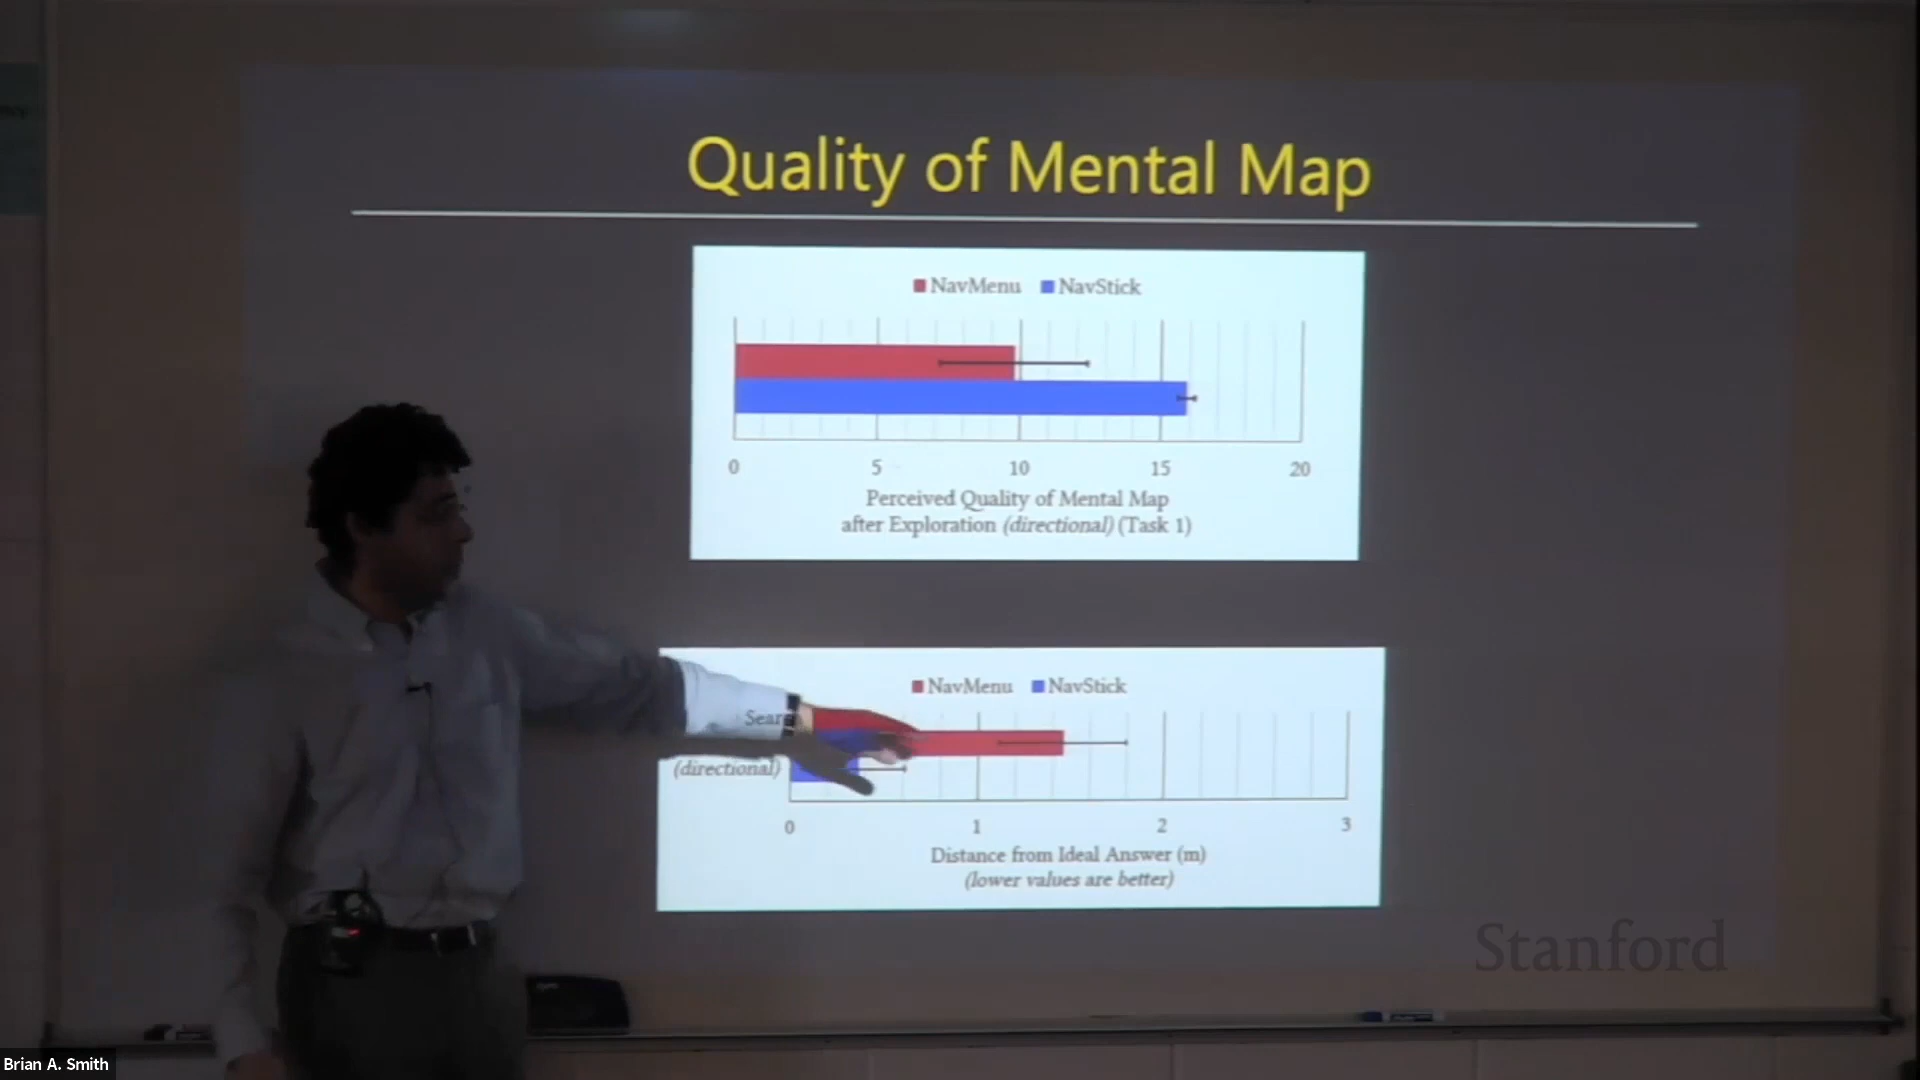 Quality of Mental Map
NavMenu NavStick
0 5 10 15 20
Perceived Quality of Mental Map
after Exploration (directional) (Task 1)
NavMenu NavStick
(directional)
0 1 2 3
Distance from Ideal Answer (m)
(lower values are better)
Stanford
Brian A. Smith